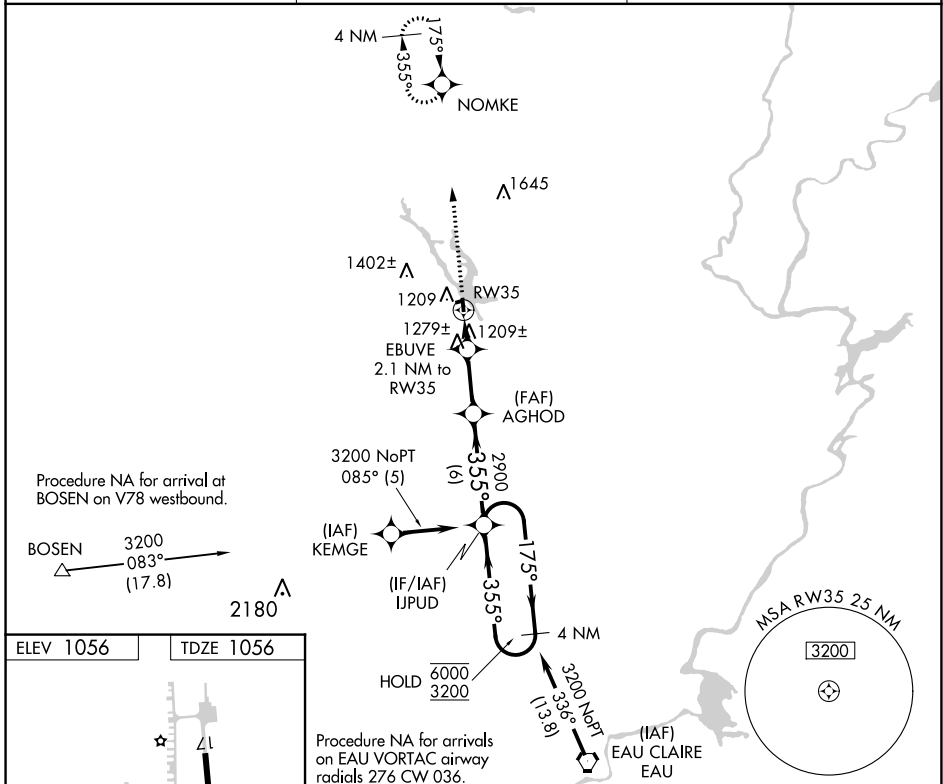 4 NM
175°
355°
NOMKE
1645
1402±
1209
RW35
1279±
1209±
EBUVE
2.1 NM to
RW35
(FAF)
AGHOD
3200 NoPT
085° (5)
2900
355°
(6)
Procedure NA for arrival at
BOSEN on V78 westbound.
(IAF)
KEMGE
BOSEN
3200
083°
(17.8)
175°
(IF/IAF)
IJPUD
355°
2180
4 NM
MSA RW35 25 NM
3200
ELEV 1056
TDZE 1056
HOLD
6000
3200
3200 NoPT
336°
(13.8)
(IAF)
EAU CLAIRE
EAU
Procedure NA for arrivals
on EAU VORTAC airway
radials 276 CW 036.
17